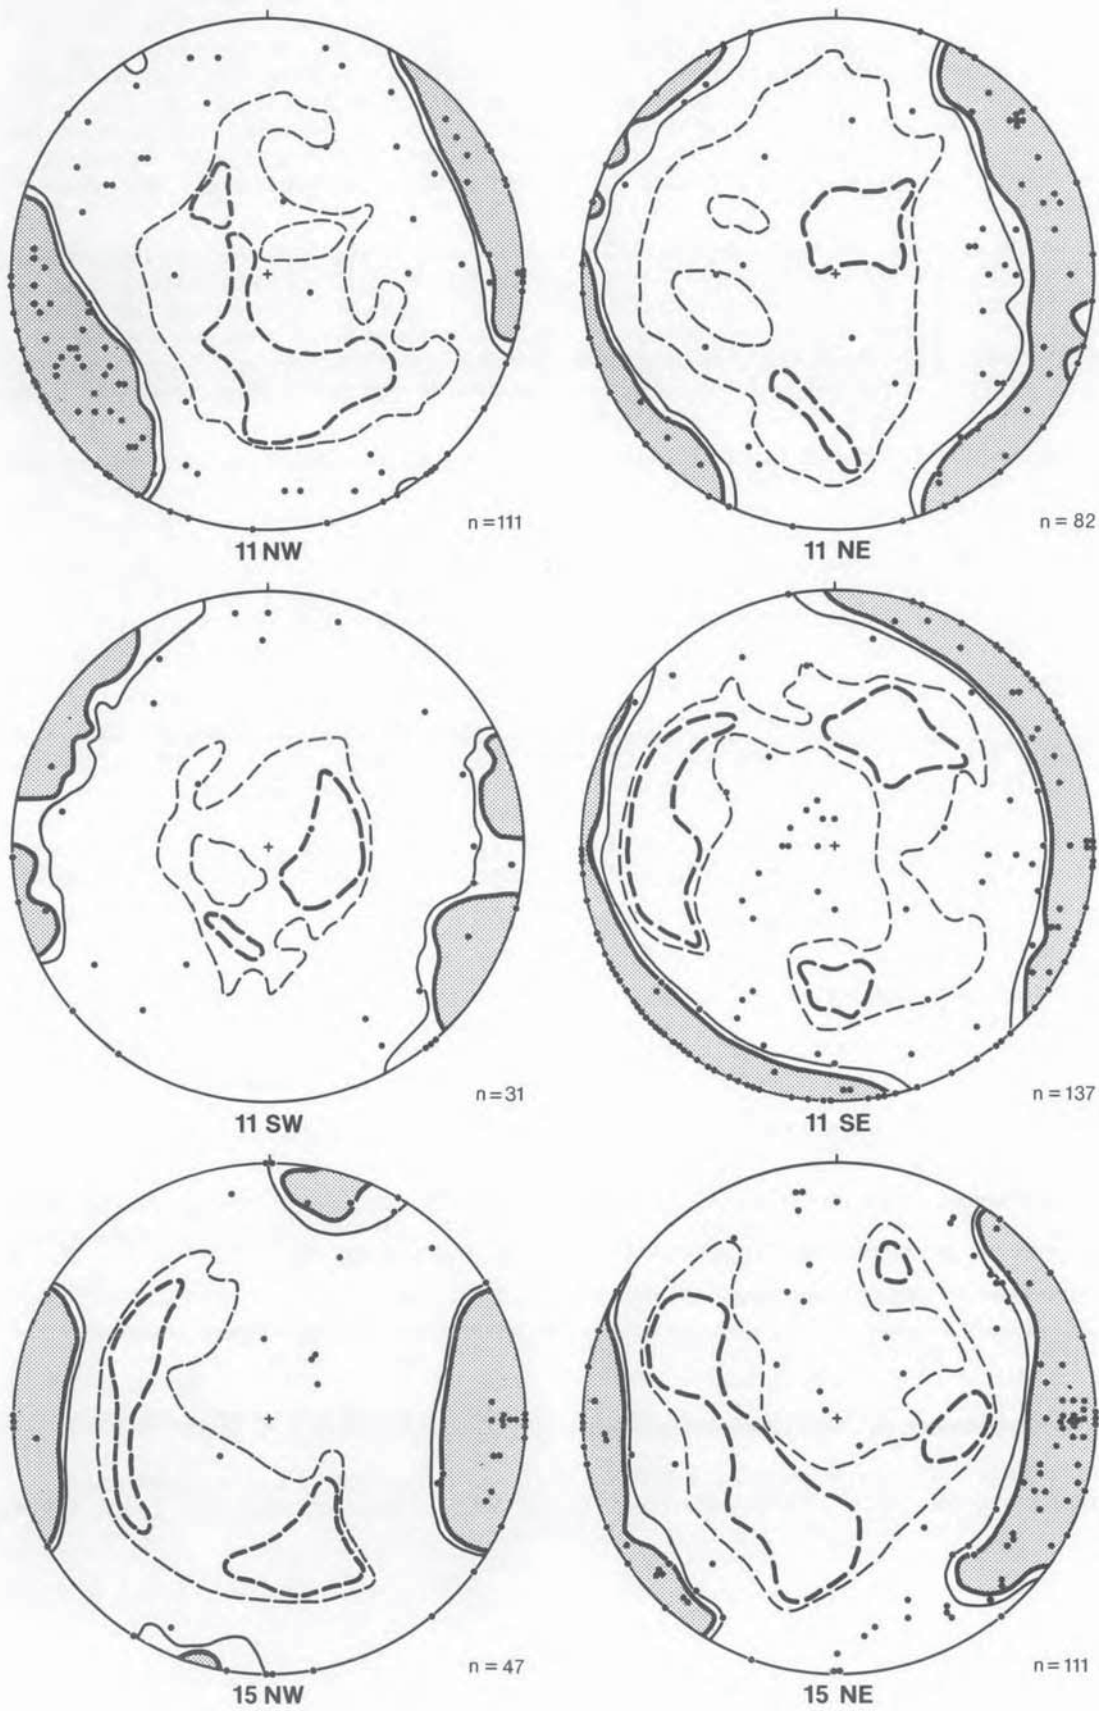 n=111
11 NW
n= 82
11 NE
n=31
11 SW
n= 137
11 SE
n= 47
15 NW
n=111
15 NE